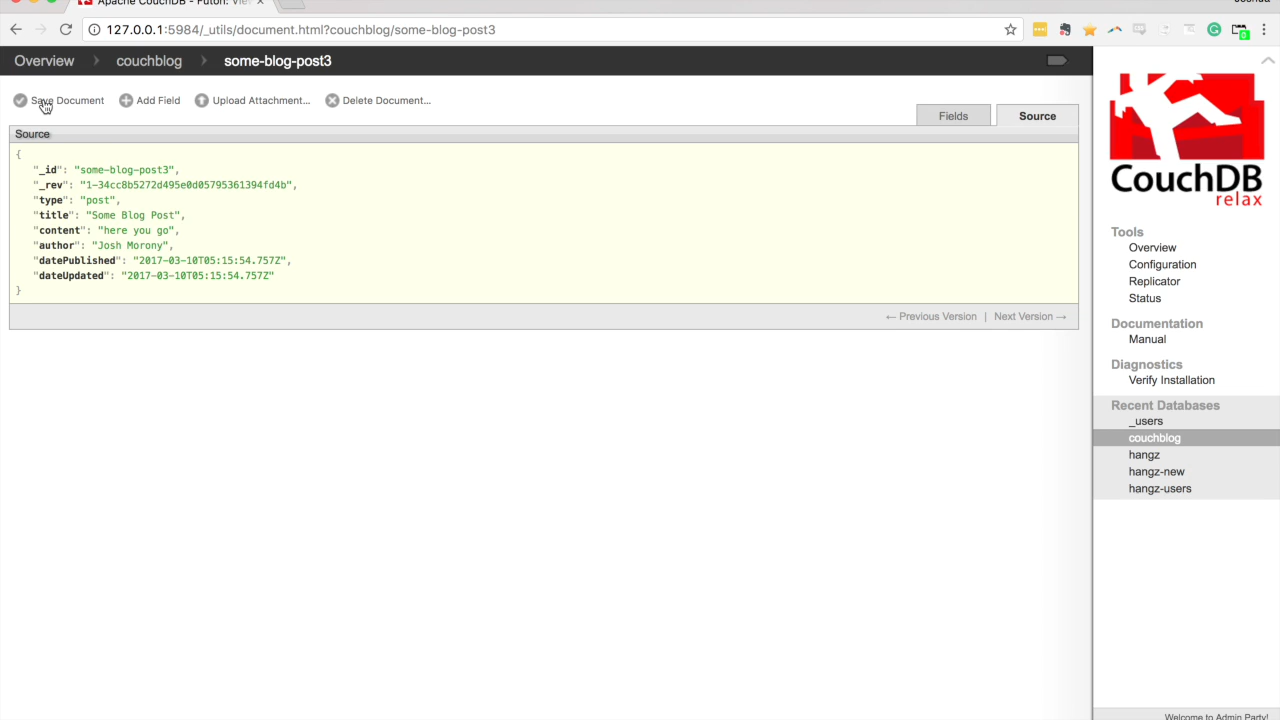 Apache CouchDB - Futon: View
127.0.0.1:5984/_utils/document.html?couchblog/some-blog-post3
Overview couchblog some-blog-post3
Save Document Add Field Upload Attachment... Delete Document...
Fields Source
Source
{
"_id": "some-blog-post3",
"_rev": "1-34cc8b5272d495e0d05795361394fd4b",
"type": "post",
"title": "Some Blog Post",
"content": "here you go",
"author": "Josh Morony",
"datePublished": "2017-03-10T05:15:54.757Z",
"dateUpdated": "2017-03-10T05:15:54.757Z"
}
← Previous Version | Next Version →
CouchDB
relax
Tools
Overview
Configuration
Replicator
Status
Documentation
Manual
Diagnostics
Verify Installation
Recent Databases
_users
couchblog
hangz
hangz-new
hangz-users
Welcome to Admin Party!